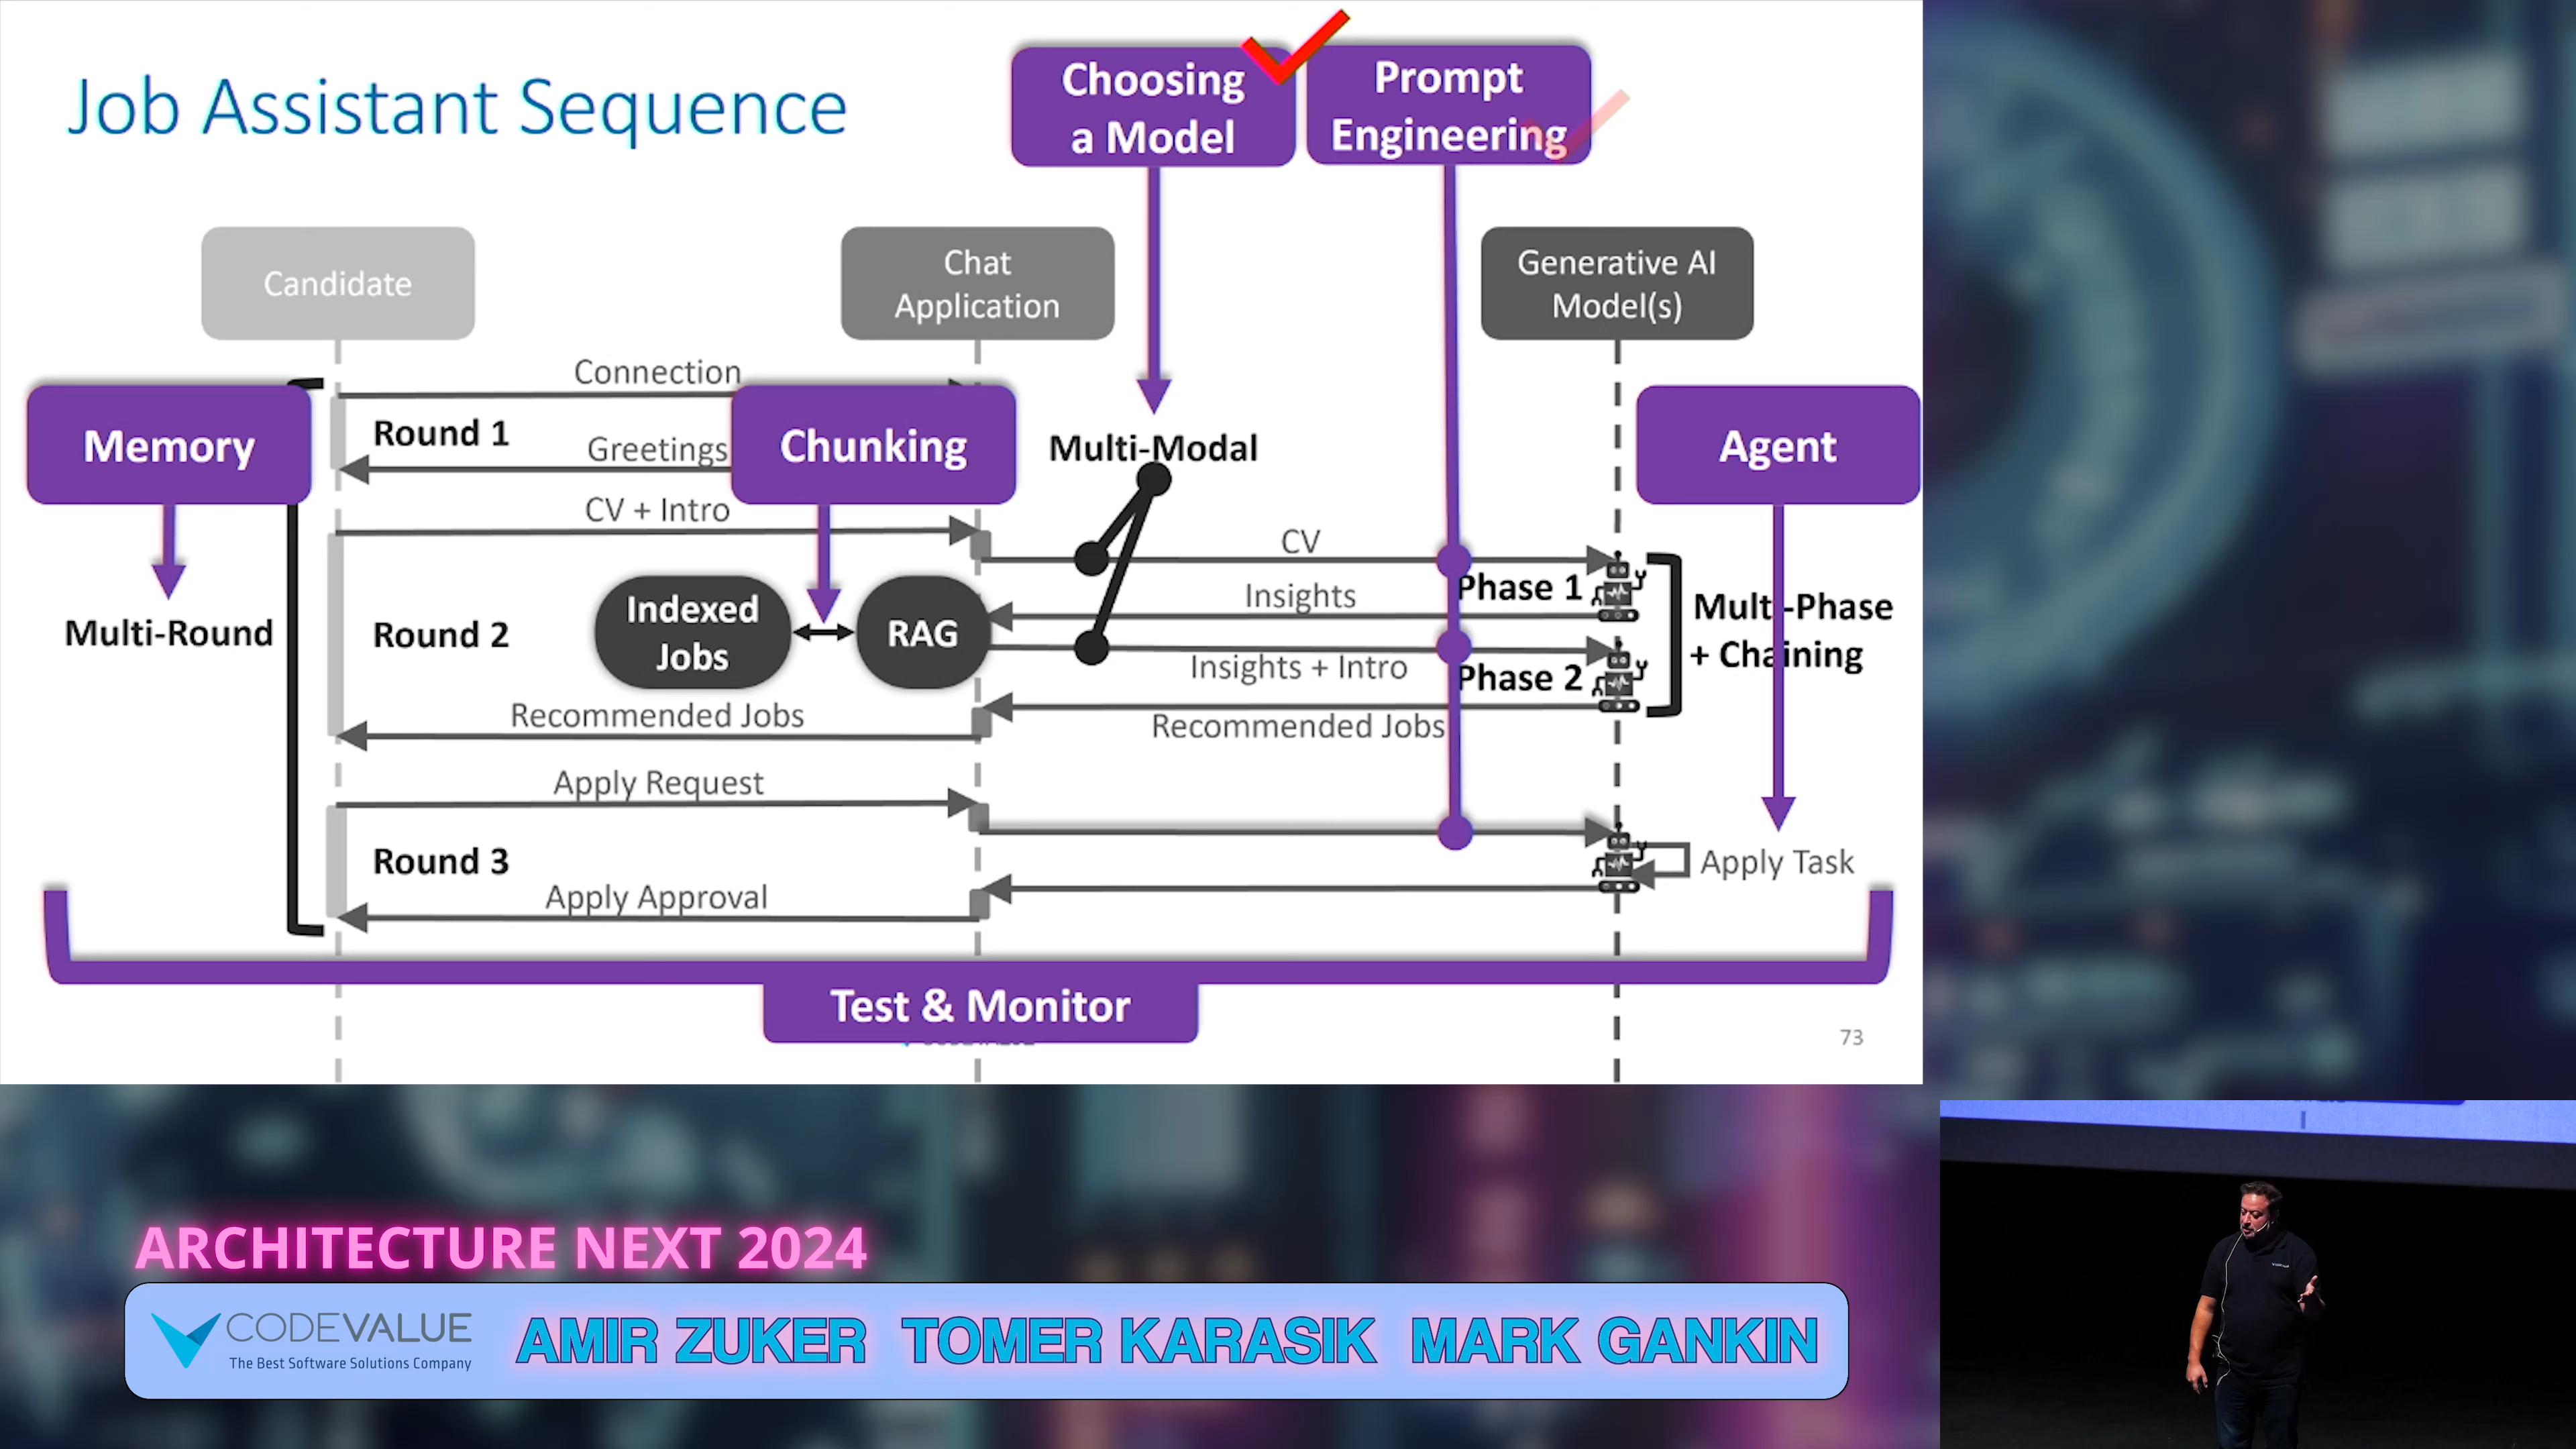 Job Assistant Sequence
Choosing
a Model
Prompt
Engineering
Candidate
Chat
Application
Generative AI
Model(s)
Connection
Memory
Round 1
Greetings
Chunking
Multi-Modal
Agent
CV + Intro
CV
Multi-Round
Round 2
Indexed
Jobs
RAG
Insights
Phase 1
Insights + Intro
Phase 2
Multi-Phase
+ Chaining
Recommended Jobs
Recommended Jobs
Apply Request
Round 3
Apply Task
Apply Approval
Test & Monitor
73
ARCHITECTURE NEXT 2024
CODEVALUE
The Best Software Solutions Company
AMIR ZUKER TOMER KARASIK MARK GANKIN